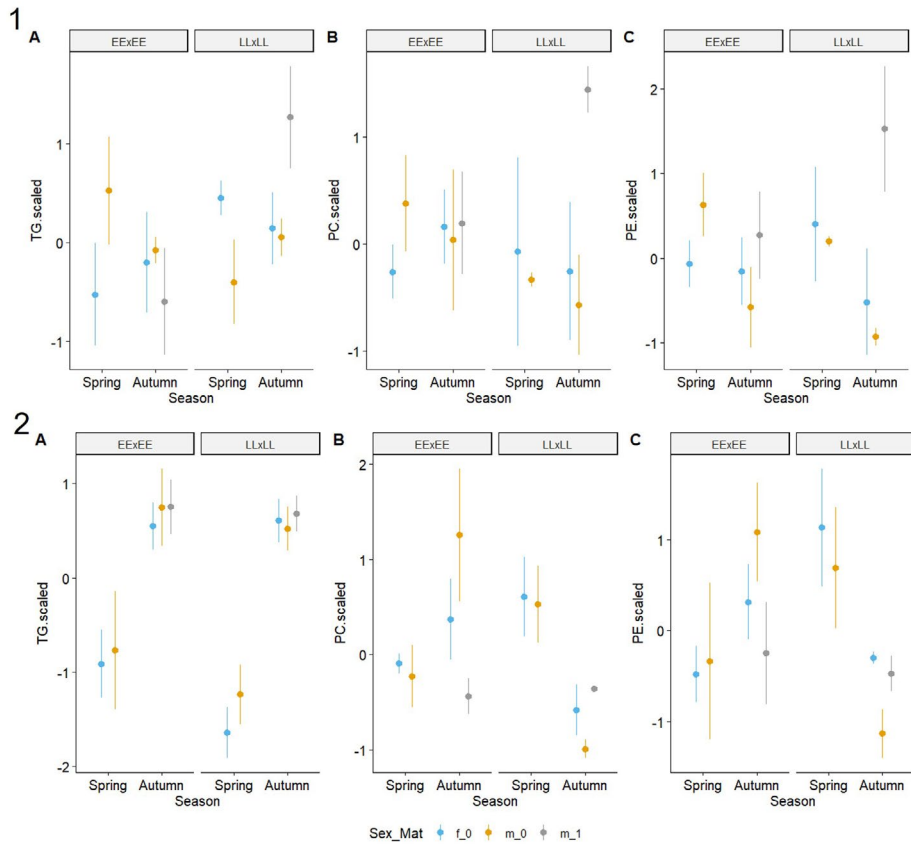 1
A B C
EExEE LLxLL EExEE LLxLL EExEE LLxLL
TG.scaled
1
0
-1
PC.scaled
1
0
-1
PE.scaled
2
1
0
-1
Spring Autumn Spring Autumn Spring Autumn Spring Autumn Spring Autumn Spring Autumn
Season Season Season
2
A B C
EExEE LLxLL EExEE LLxLL EExEE LLxLL
TG.scaled
1
0
-1
-2
PC.scaled
2
1
0
-1
PE.scaled
1
0
-1
Spring Autumn Spring Autumn Spring Autumn Spring Autumn Spring Autumn Spring Autumn
Season Season Season
Sex_Mat f_0 m_0 m_1